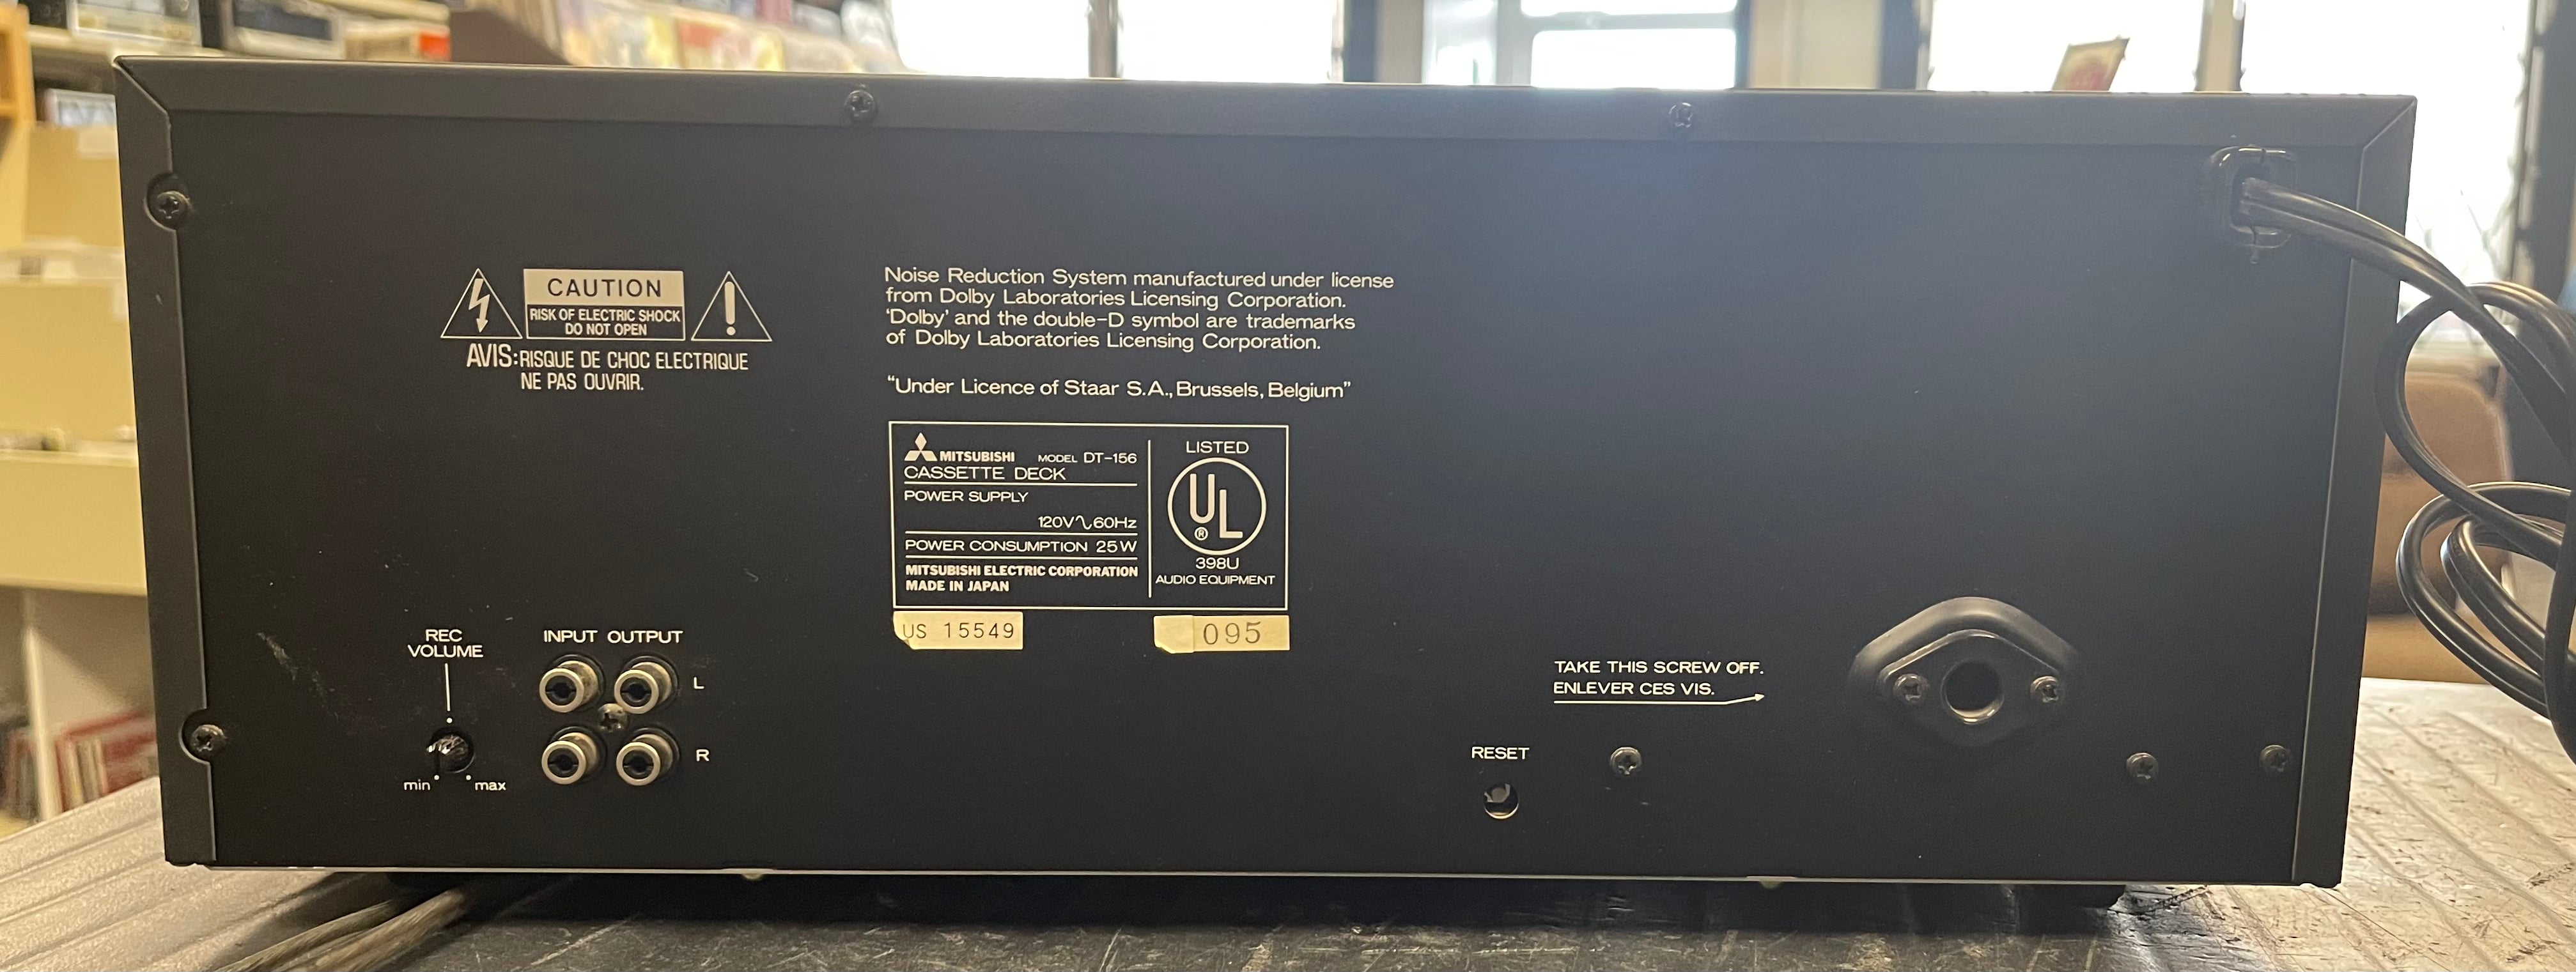 CAUTION
RISK OF ELECTRIC SHOCK
DO NOT OPEN
AVIS: RISQUE DE CHOC ELECTRIQUE
NE PAS OUVRIR.
Noise Reduction System manufactured under license
from Dolby Laboratories Licensing Corporation.
'Dolby' and the double-D symbol are trademarks
of Dolby Laboratories Licensing Corporation.
"Under Licence of Staar S.A., Brussels, Belgium"
MITSUBISHI MODEL DT-156
CASSETTE DECK
POWER SUPPLY
120V∿60Hz
POWER CONSUMPTION 25W
MITSUBISHI ELECTRIC CORPORATION
MADE IN JAPAN
LISTED
UL
®
398U
AUDIO EQUIPMENT
US 15549
095
REC
VOLUME
min max
INPUT OUTPUT
L
R
TAKE THIS SCREW OFF.
ENLEVER CES VIS.
RESET